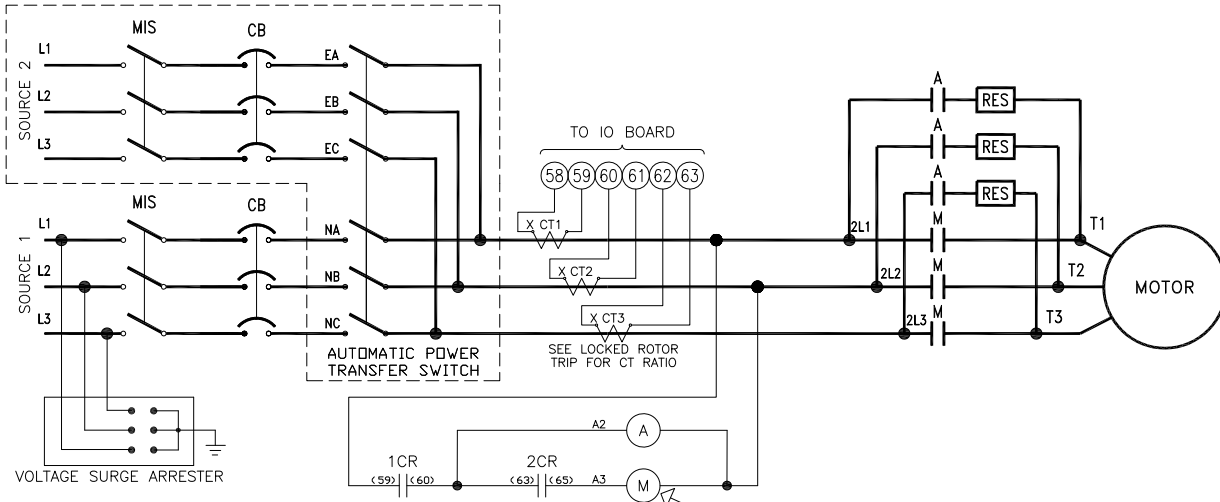 MIS
CB
SOURCE 2
L1
EA
L2
EB
L3
EC
A
RES
A
RES
A
RES
TO IO BOARD
58 59 60 61 62 63
MIS
CB
SOURCE 1
L1
NA
X CT1
2L1
M
T1
L2
NB
X CT2
2L2
M
T2
MOTOR
L3
NC
X CT3
2L3
M
T3
AUTOMATIC POWER
TRANSFER SWITCH
SEE LOCKED ROTOR
TRIP FOR CT RATIO
VOLTAGE SURGE ARRESTER
A2
A
1CR
(59) (60)
2CR
(63) (65)
A3
M